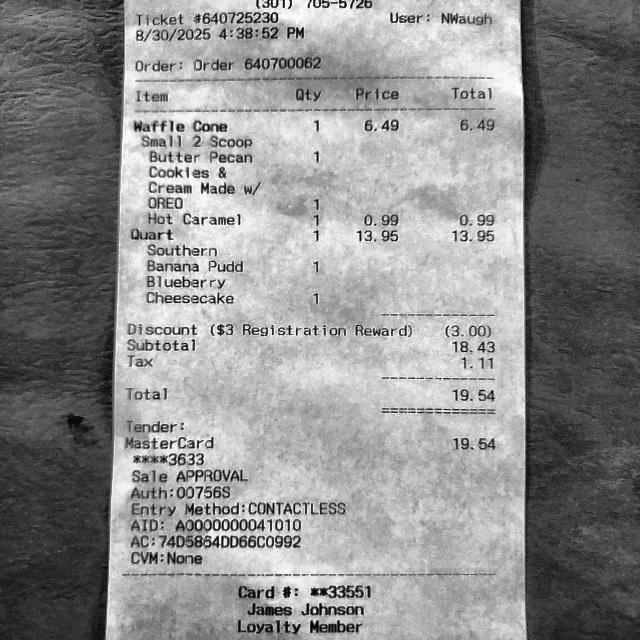 (301) 705-5726
Ticket #640725230 User: NWaugh
8/30/2025 4:38:52 PM
Order: Order 640700062
Item Qty Price Total
Waffle Cone 1 6.49 6.49
Small 2 Scoop
Butter Pecan 1
Cookies &
Cream Made w/
OREO 1
Hot Caramel 1 0.99 0.99
Quart 1 13.95 13.95
Southern
Banana Pudd 1
Blueberry
Cheesecake 1
Discount ($3 Registration Reward) (3.00)
Subtotal 18.43
Tax 1.11
Total 19.54
Tender:
MasterCard 19.54
****3633
Sale APPROVAL
Auth:00756S
Entry Method:CONTACTLESS
AID: A0000000041010
AC:74D5864DD66C0992
CVM:None
Card #: **33551
James Johnson
Loyalty Member